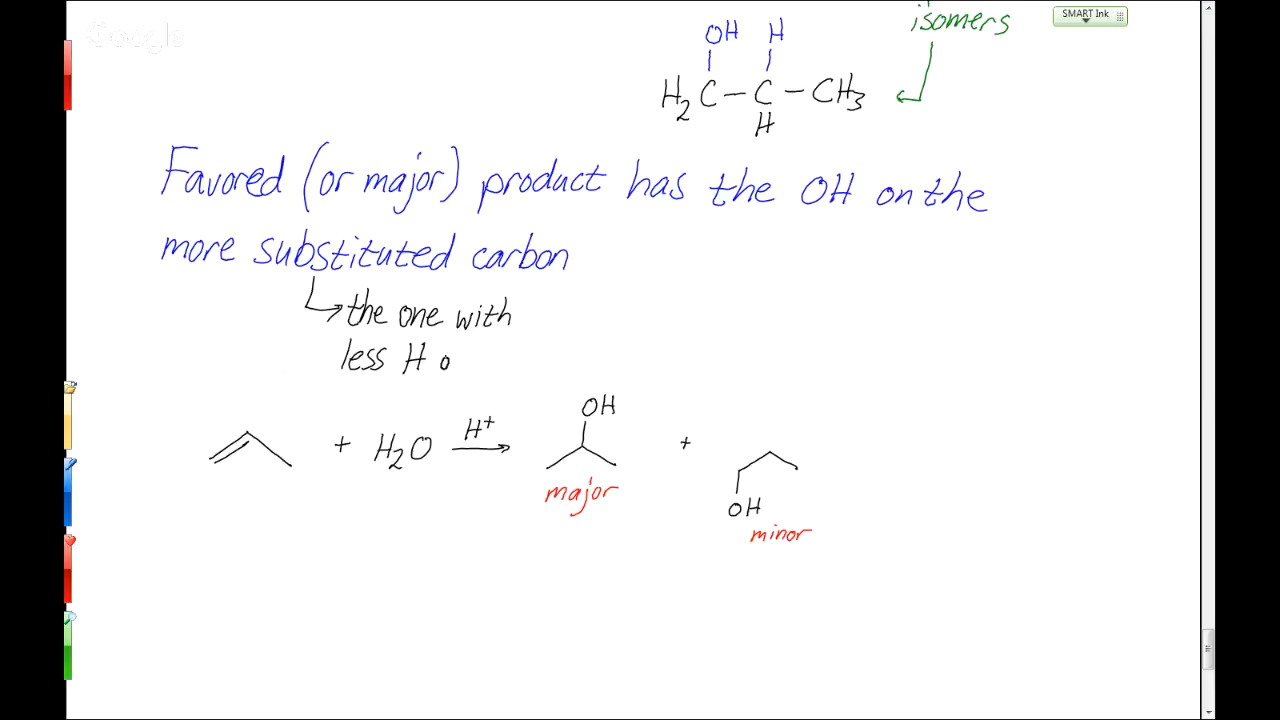 Google
isomers
SMART Ink
OH H
H2C - C - CH3
H
Favored (or major) product has the OH on the
more substituted carbon
the one with
less H o
OH
+ H2O H+ +
major
OH
minor